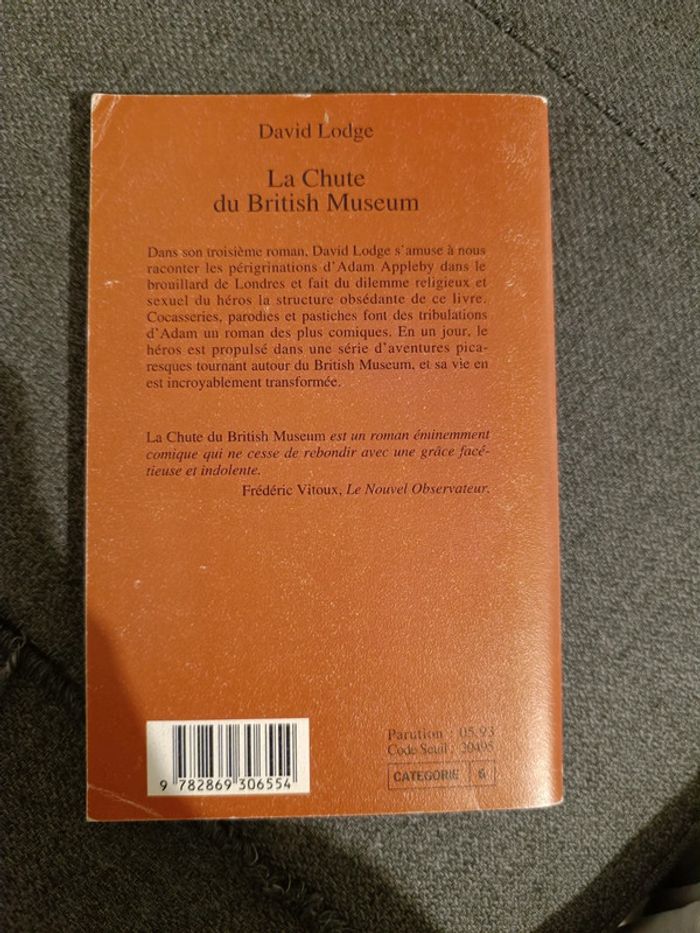 David Lodge
La Chute
du British Museum
Dans son troisième roman, David Lodge s'amuse à nous
raconter les périgrinations d'Adam Appleby dans le
brouillard de Londres et fait du dilemme religieux et
sexuel du héros la structure obsédante de ce livre.
Cocasseries, parodies et pastiches font des tribulations
d'Adam un roman des plus comiques. En un jour, le
héros est propulsé dans une série d'aventures pica-
resques tournant autour du British Museum, et sa vie en
est incroyablement transformée.
La Chute du British Museum est un roman éminemment
comique qui ne cesse de rebondir avec une grâce facé-
tieuse et indolente.
Frédéric Vitoux, Le Nouvel Observateur.
9 782869 306554
Parution : 05.93
Code Seuil : 20495
CATEGORIE 6